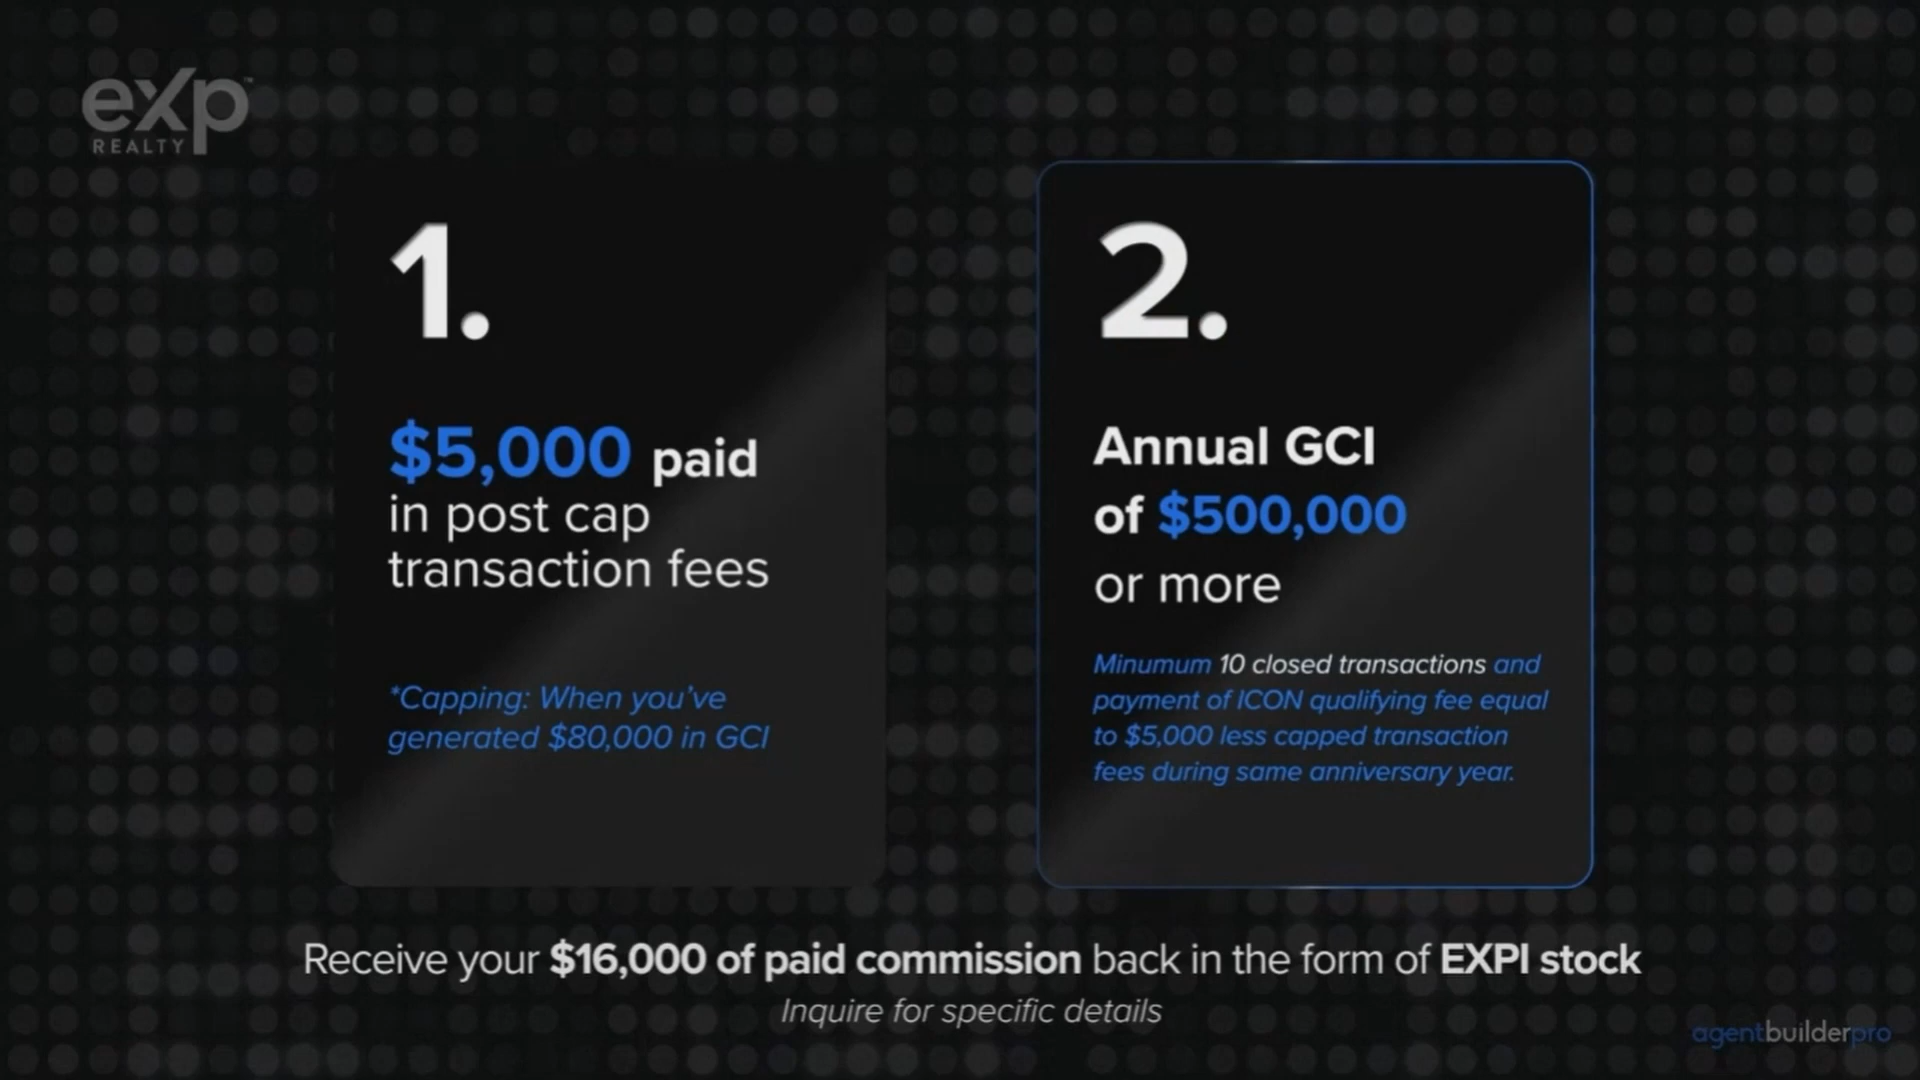 exp™
REALTY
1.
$5,000 paid
in post cap
transaction fees
*Capping: When you've
generated $80,000 in GCI
2.
Annual GCI
of $500,000
or more
Minumum 10 closed transactions and
payment of ICON qualifying fee equal
to $5,000 less capped transaction
fees during same anniversary year.
Receive your $16,000 of paid commission back in the form of EXPI stock
Inquire for specific details
agentbuilderpro